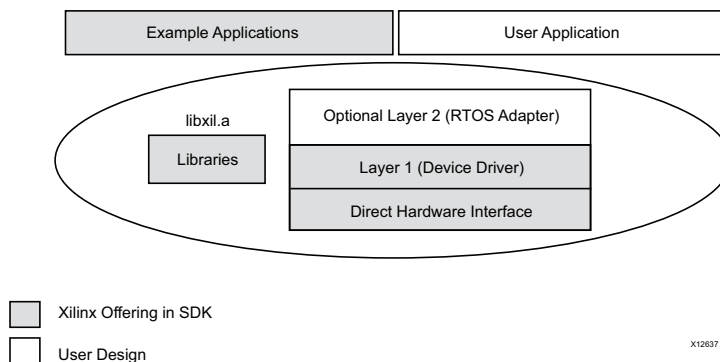 Example Applications
User Application
libxil.a
Libraries
Optional Layer 2 (RTOS Adapter)
Layer 1 (Device Driver)
Direct Hardware Interface
Xilinx Offering in SDK
User Design
X12637